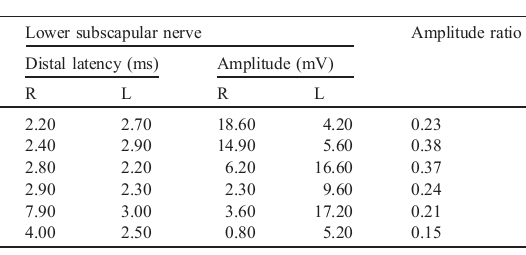 Lower subscapular nerve Amplitude ratio
Distal latency (ms) Amplitude (mV)
R L R L
2.20 2.70 18.60 4.20 0.23
2.40 2.90 14.90 5.60 0.38
2.80 2.20 6.20 16.60 0.37
2.90 2.30 2.30 9.60 0.24
7.90 3.00 3.60 17.20 0.21
4.00 2.50 0.80 5.20 0.15